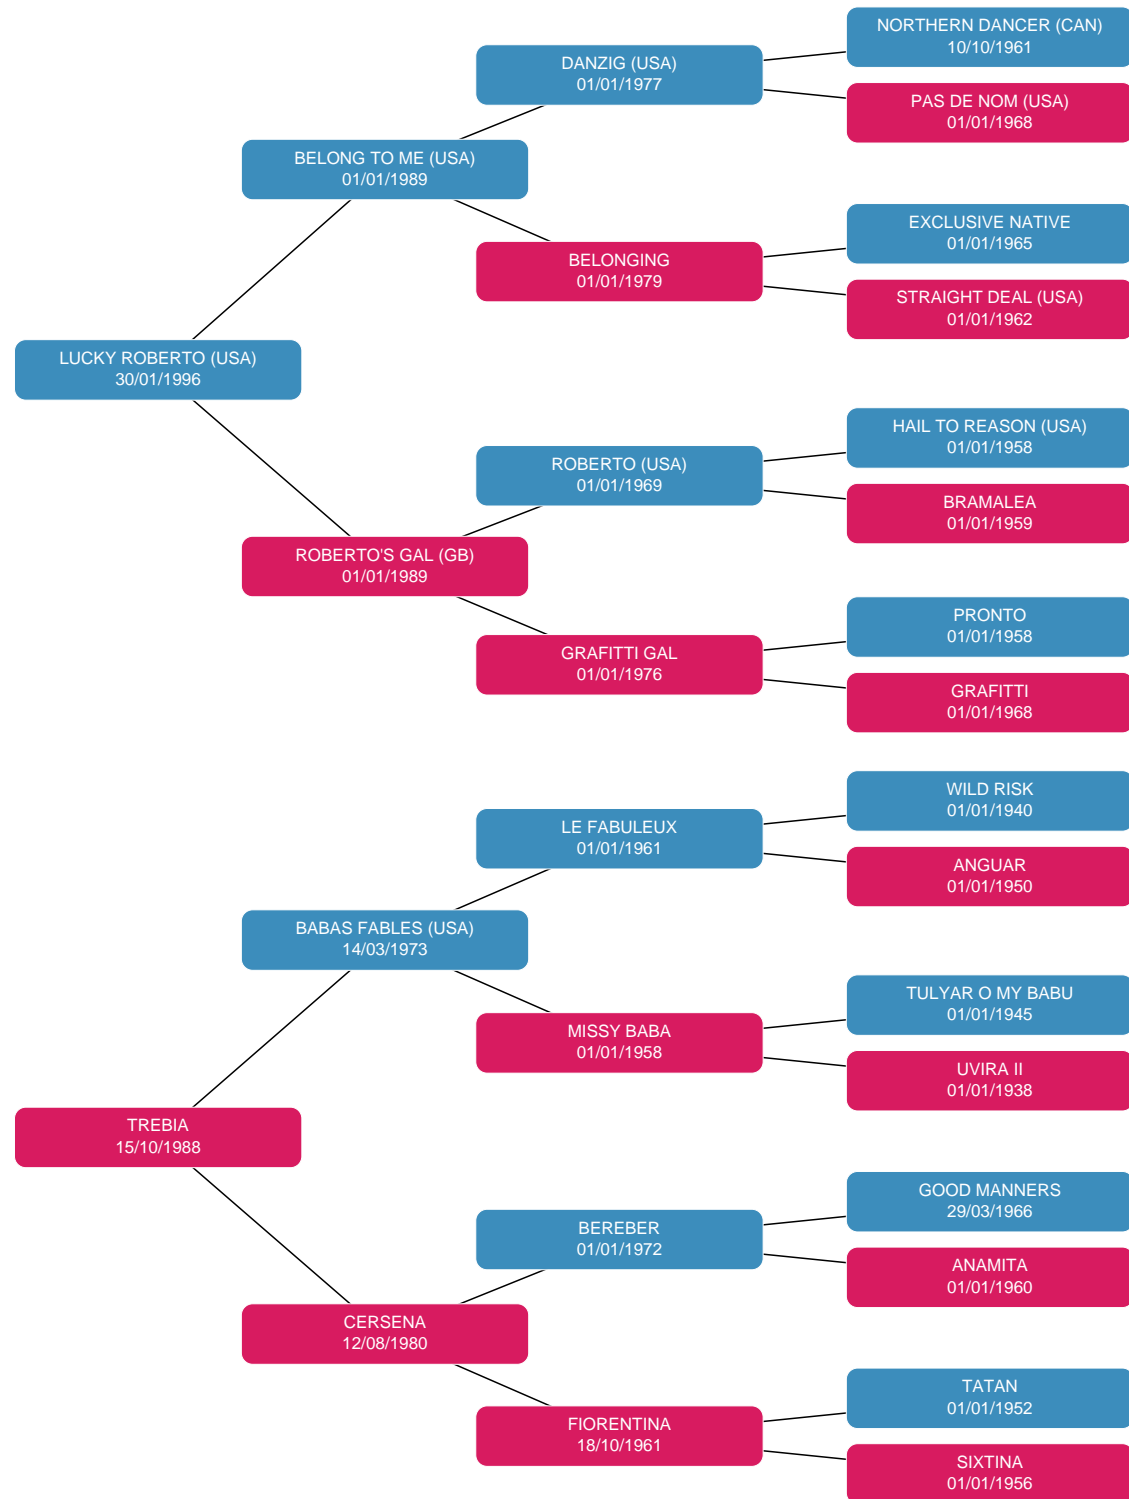 NORTHERN DANCER (CAN)
10/10/1961
DANZIG (USA)
01/01/1977
PAS DE NOM (USA)
01/01/1968
BELONG TO ME (USA)
01/01/1989
EXCLUSIVE NATIVE
01/01/1965
BELONGING
01/01/1979
STRAIGHT DEAL (USA)
01/01/1962
LUCKY ROBERTO (USA)
30/01/1996
HAIL TO REASON (USA)
01/01/1958
ROBERTO (USA)
01/01/1969
BRAMALEA
01/01/1959
ROBERTO'S GAL (GB)
01/01/1989
PRONTO
01/01/1958
GRAFITTI GAL
01/01/1976
GRAFITTI
01/01/1968
WILD RISK
01/01/1940
LE FABULEUX
01/01/1961
ANGUAR
01/01/1950
BABAS FABLES (USA)
14/03/1973
TULYAR O MY BABU
01/01/1945
MISSY BABA
01/01/1958
UVIRA II
01/01/1938
TREBIA
15/10/1988
GOOD MANNERS
29/03/1966
BEREBER
01/01/1972
ANAMITA
01/01/1960
CERSENA
12/08/1980
TATAN
01/01/1952
FIORENTINA
18/10/1961
SIXTINA
01/01/1956